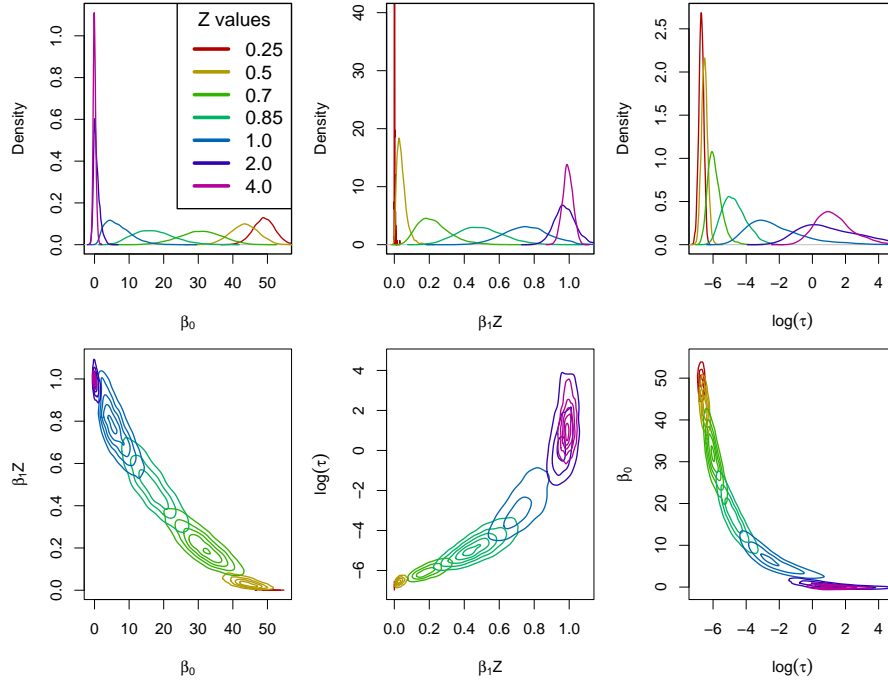 Z values
0.25
0.5
0.7
0.85
1.0
2.0
4.0
Density
0.0 0.2 0.4 0.6 0.8 1.0
0 10 20 30 40 50
β₀
Density
0 10 20 30 40
0.0 0.2 0.4 0.6 0.8 1.0
β₁Z
Density
0.0 0.5 1.0 1.5 2.0 2.5
−6 −4 −2 0 2 4
log(τ)
β₁Z
0.0 0.2 0.4 0.6 0.8 1.0
0 10 20 30 40 50
β₀
log(τ)
−6 −4 −2 0 2 4
0.0 0.2 0.4 0.6 0.8 1.0
β₁Z
β₀
0 10 20 30 40 50
−6 −4 −2 0 2 4
log(τ)